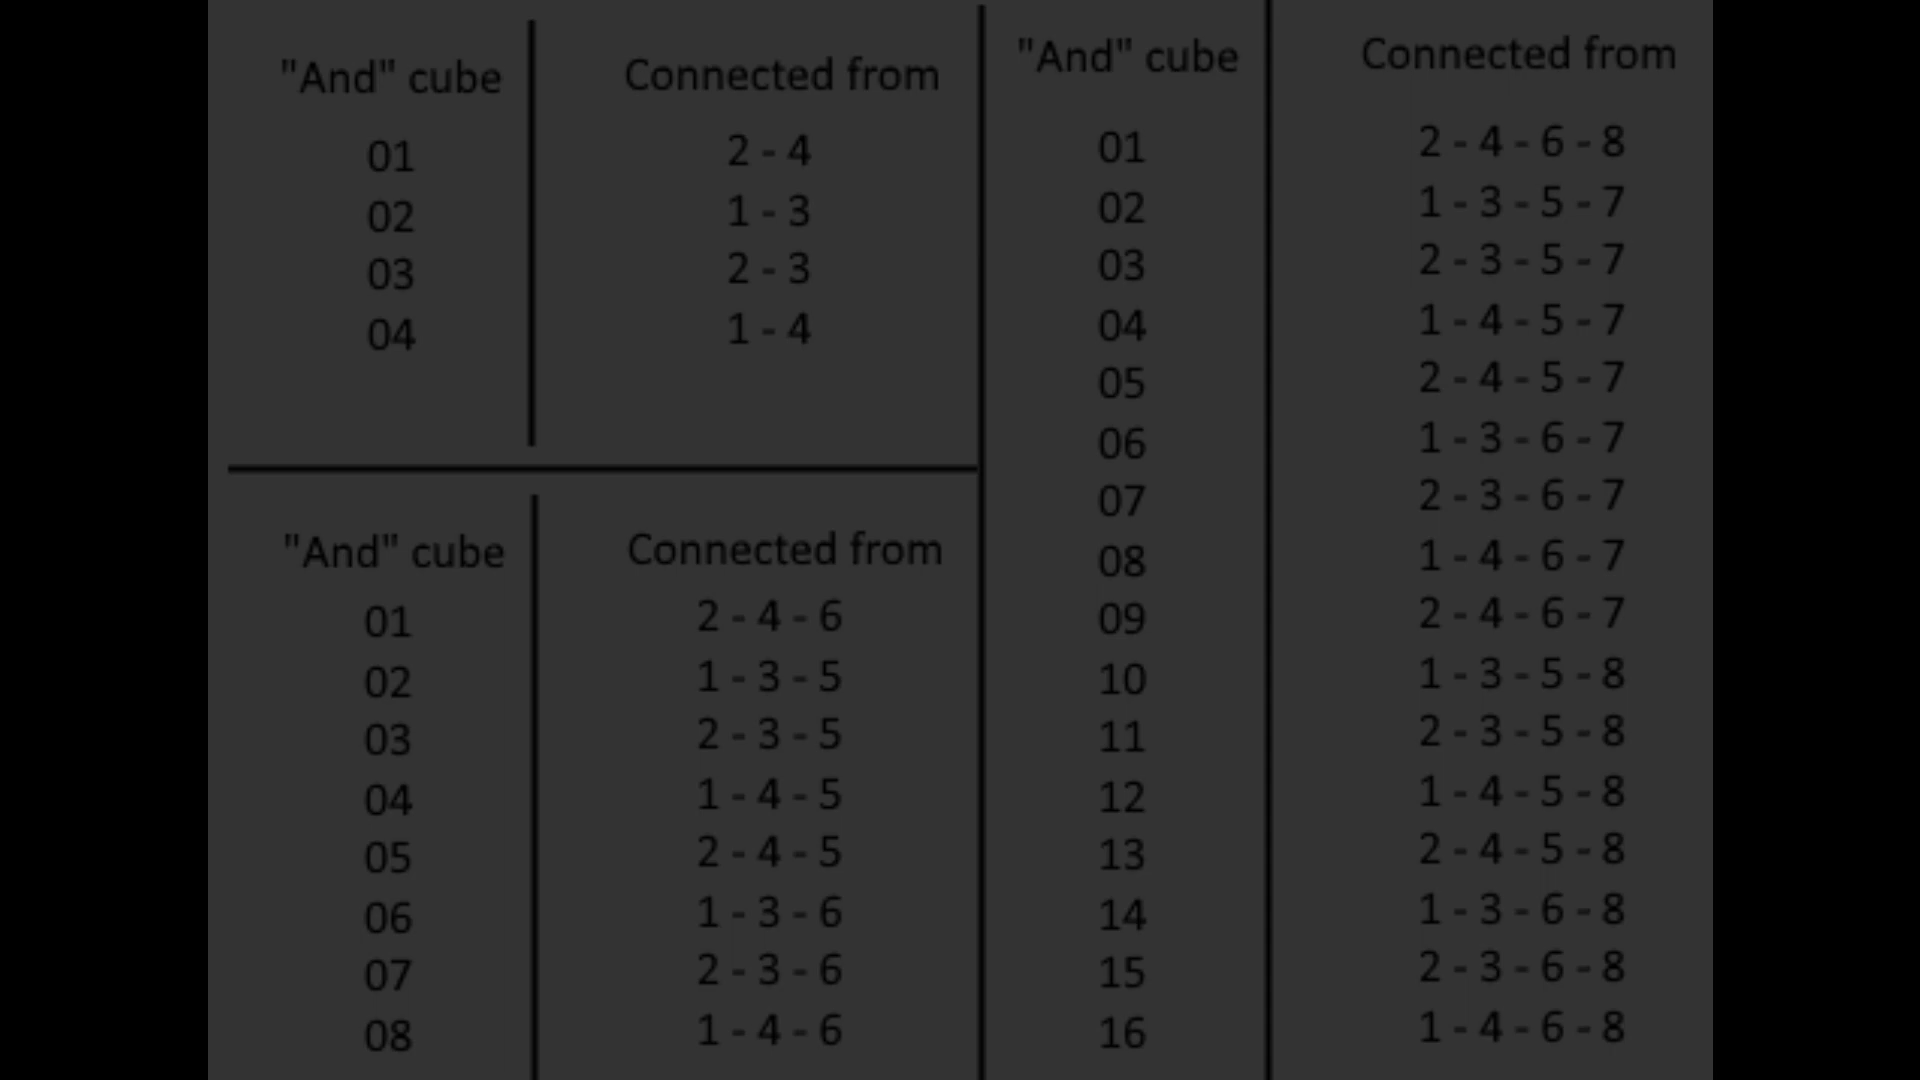 "And" cube Connected from
01 2 - 4
02 1 - 3
03 2 - 3
04 1 - 4
"And" cube Connected from
01 2 - 4 - 6
02 1 - 3 - 5
03 2 - 3 - 5
04 1 - 4 - 5
05 2 - 4 - 5
06 1 - 3 - 6
07 2 - 3 - 6
08 1 - 4 - 6
"And" cube Connected from
01 2 - 4 - 6 - 8
02 1 - 3 - 5 - 7
03 2 - 3 - 5 - 7
04 1 - 4 - 5 - 7
05 2 - 4 - 5 - 7
06 1 - 3 - 6 - 7
07 2 - 3 - 6 - 7
08 1 - 4 - 6 - 7
09 2 - 4 - 6 - 7
10 1 - 3 - 5 - 8
11 2 - 3 - 5 - 8
12 1 - 4 - 5 - 8
13 2 - 4 - 5 - 8
14 1 - 3 - 6 - 8
15 2 - 3 - 6 - 8
16 1 - 4 - 6 - 8